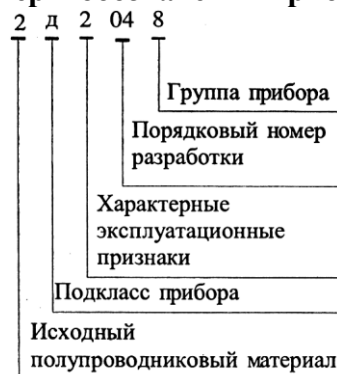 2 д 2 04 8
Группа прибора
Порядковый номер
разработки
Характерные
эксплуатационные
признаки
Подкласс прибора
Исходный
полупроводниковый материал